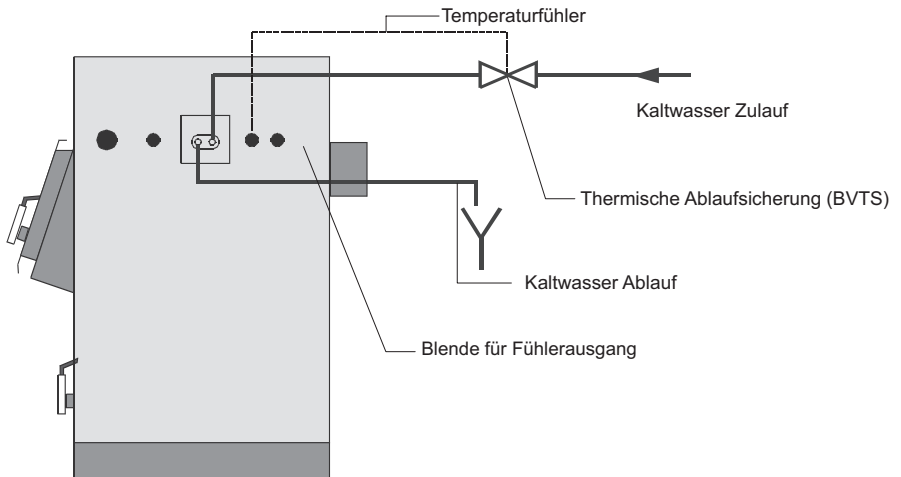 Temperaturfühler
Kaltwasser Zulauf
Thermische Ablaufsicherung (BVTS)
Kaltwasser Ablauf
Blende für Fühlerausgang